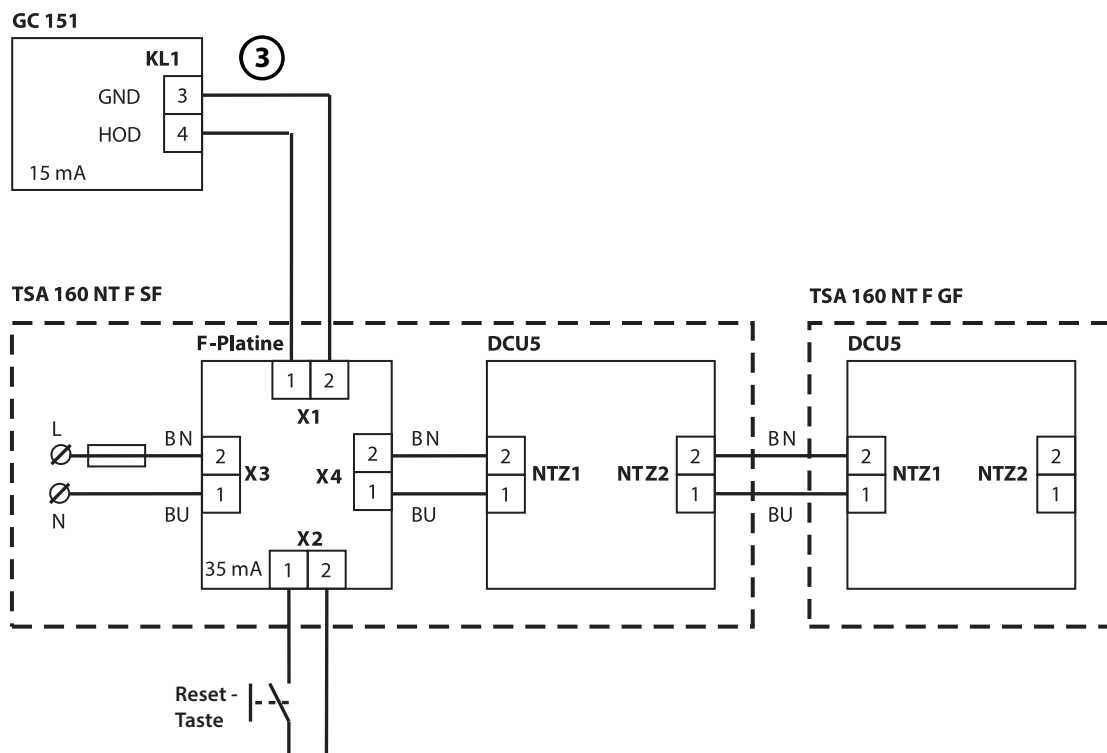 GC 151
KL1
3
GND 3
HOD 4
15 mA
TSA 160 NT F SF
TSA 160 NT F GF
F-Platine
DCU5
DCU5
1 2
X1
L
BN
2
X3
X4
2
BN
2
NTZ1
NTZ2
2
BN
2
NTZ1
NTZ2
2
N
BU
1
1
BU
1
1
BU
1
1
X2
35 mA 1 2
Reset -
Taste